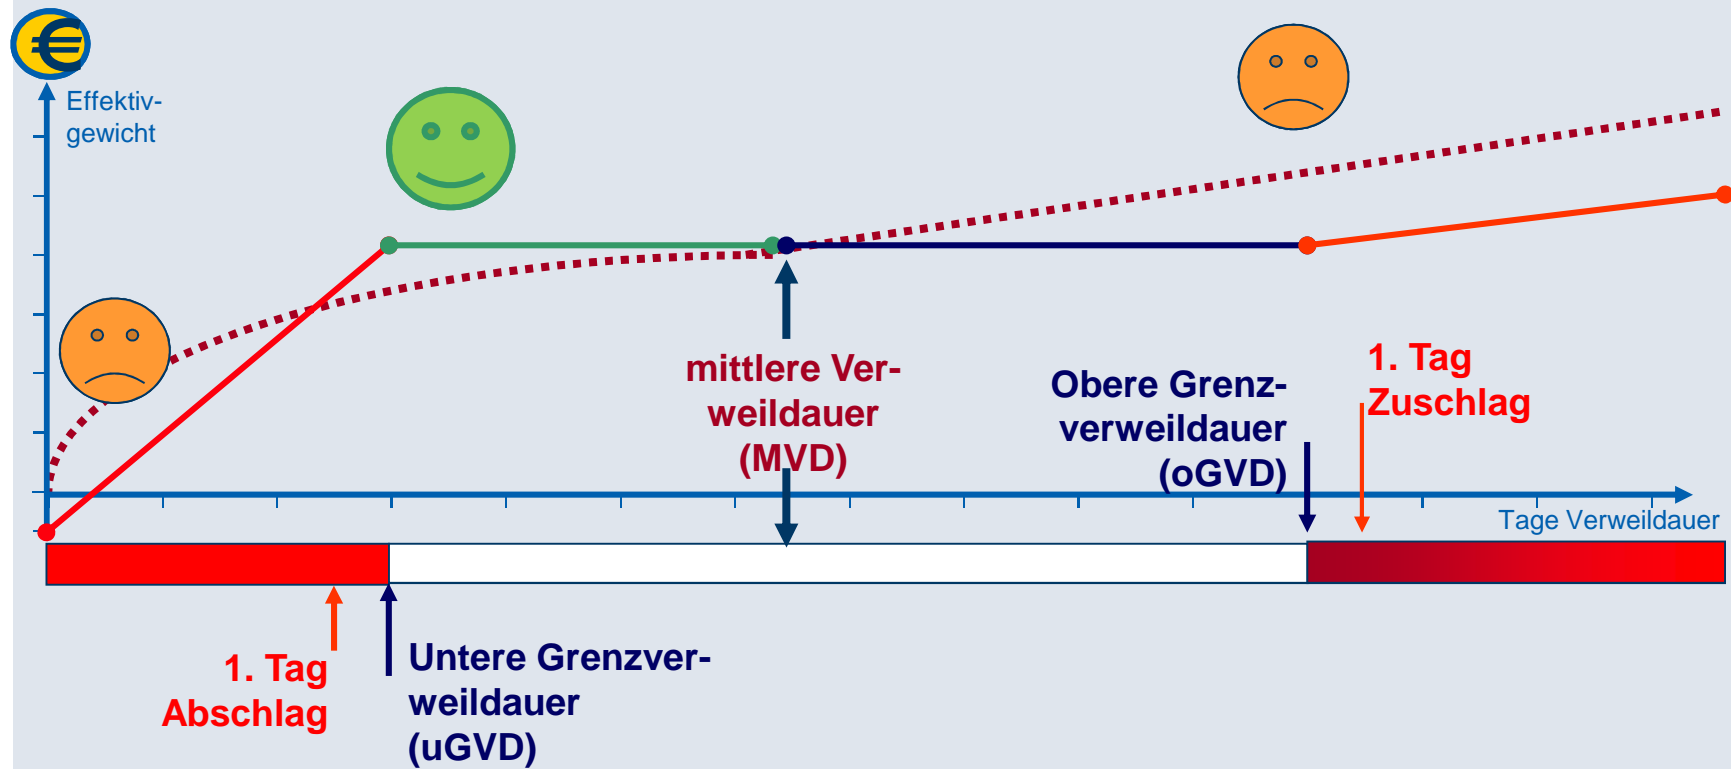 €
Effektiv-
gewicht
mittlere Ver-
weildauer
(MVD)
Obere Grenz-
verweildauer
(oGVD)
1. Tag
Zuschlag
Tage Verweildauer
1. Tag
Abschlag
Untere Grenzver-
weildauer
(uGVD)